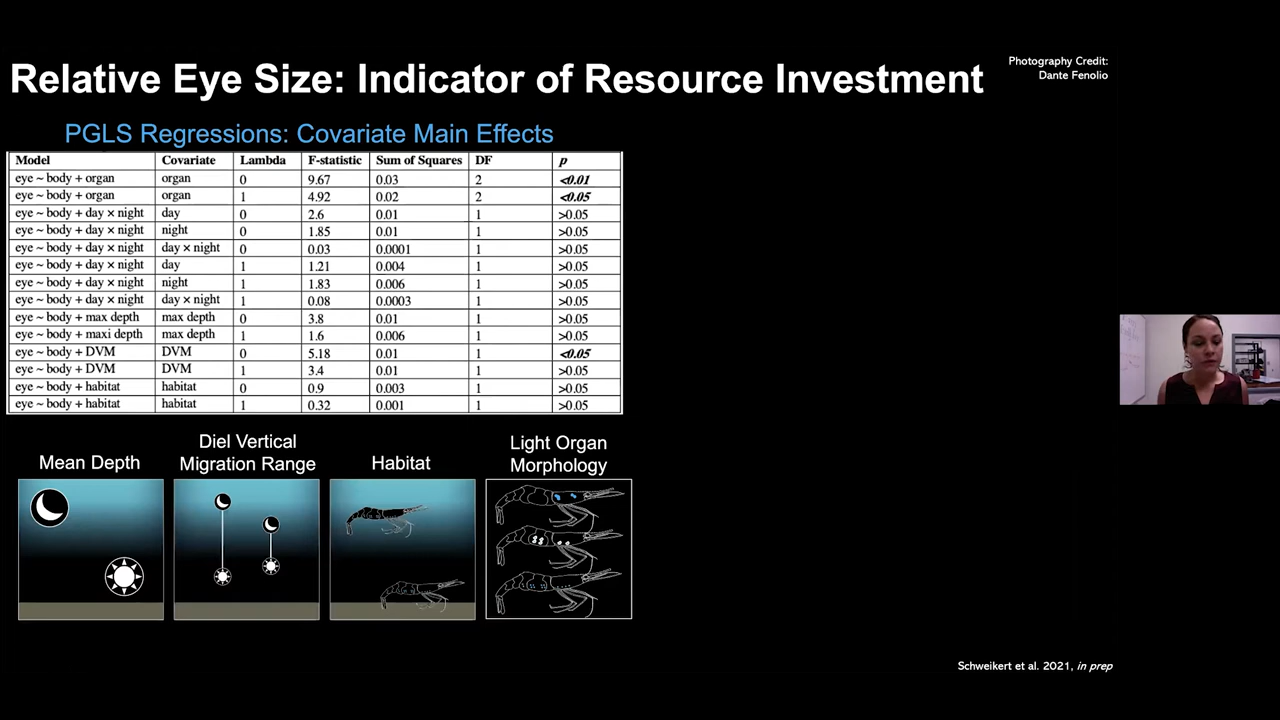 Relative Eye Size: Indicator of Resource Investment
Photography Credit:
Dante Fenolio
PGLS Regressions: Covariate Main Effects
Model Covariate Lambda F-statistic Sum of Squares DF p
eye ~ body + organ organ 0 9.67 0.03 2 <0.01
eye ~ body + organ organ 1 4.92 0.02 2 <0.05
eye ~ body + day × night day 0 2.6 0.01 1 >0.05
eye ~ body + day × night night 0 1.85 0.01 1 >0.05
eye ~ body + day × night day × night 0 0.03 0.0001 1 >0.05
eye ~ body + day × night day 1 1.21 0.004 1 >0.05
eye ~ body + day × night night 1 1.83 0.006 1 >0.05
eye ~ body + day × night day × night 1 0.08 0.0003 1 >0.05
eye ~ body + max depth max depth 0 3.8 0.01 1 >0.05
eye ~ body + maxi depth max depth 1 1.6 0.006 1 >0.05
eye ~ body + DVM DVM 0 5.18 0.01 1 <0.05
eye ~ body + DVM DVM 1 3.4 0.01 1 >0.05
eye ~ body + habitat habitat 0 0.9 0.003 1 >0.05
eye ~ body + habitat habitat 1 0.32 0.001 1 >0.05
Mean Depth
Diel Vertical
Migration Range
Habitat
Light Organ
Morphology
Schweikert et al. 2021, in prep